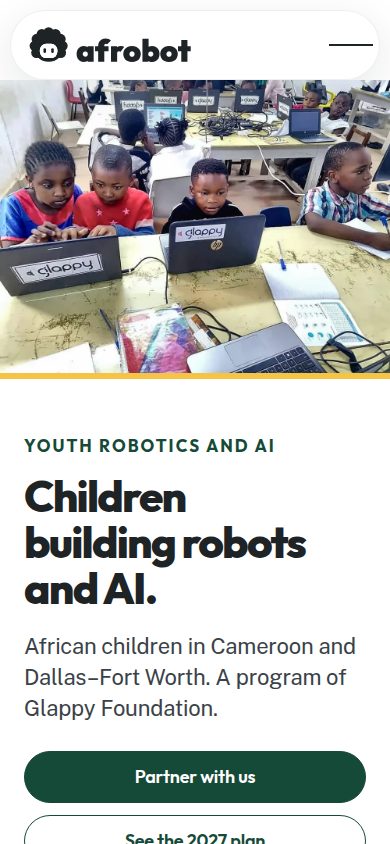 afrobot
glappy
glappy
YOUTH ROBOTICS AND AI
Children
building robots
and AI.
African children in Cameroon and
Dallas–Fort Worth. A program of
Glappy Foundation.
Partner with us
See the 2027 plan